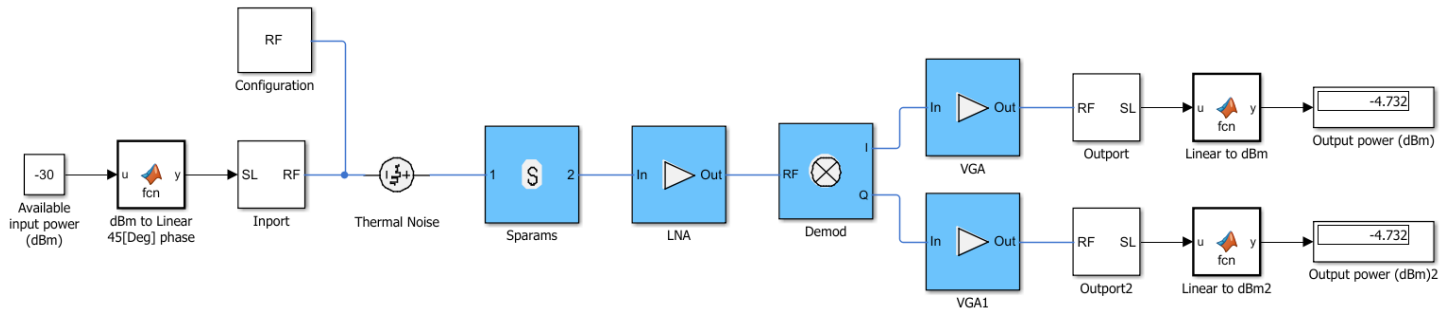 RF
Configuration
-30
Available
input power
(dBm)
u
fcn
y
dBm to Linear
45[Deg] phase
SL
RF
Inport
Thermal Noise
1
S
2
Sparams
In
Out
LNA
RF
I
Q
Demod
In
Out
VGA
RF
SL
Outport
u
fcn
y
Linear to dBm
-4.732
Output power (dBm)
In
Out
VGA1
RF
SL
Outport2
u
fcn
y
Linear to dBm2
-4.732
Output power (dBm)2